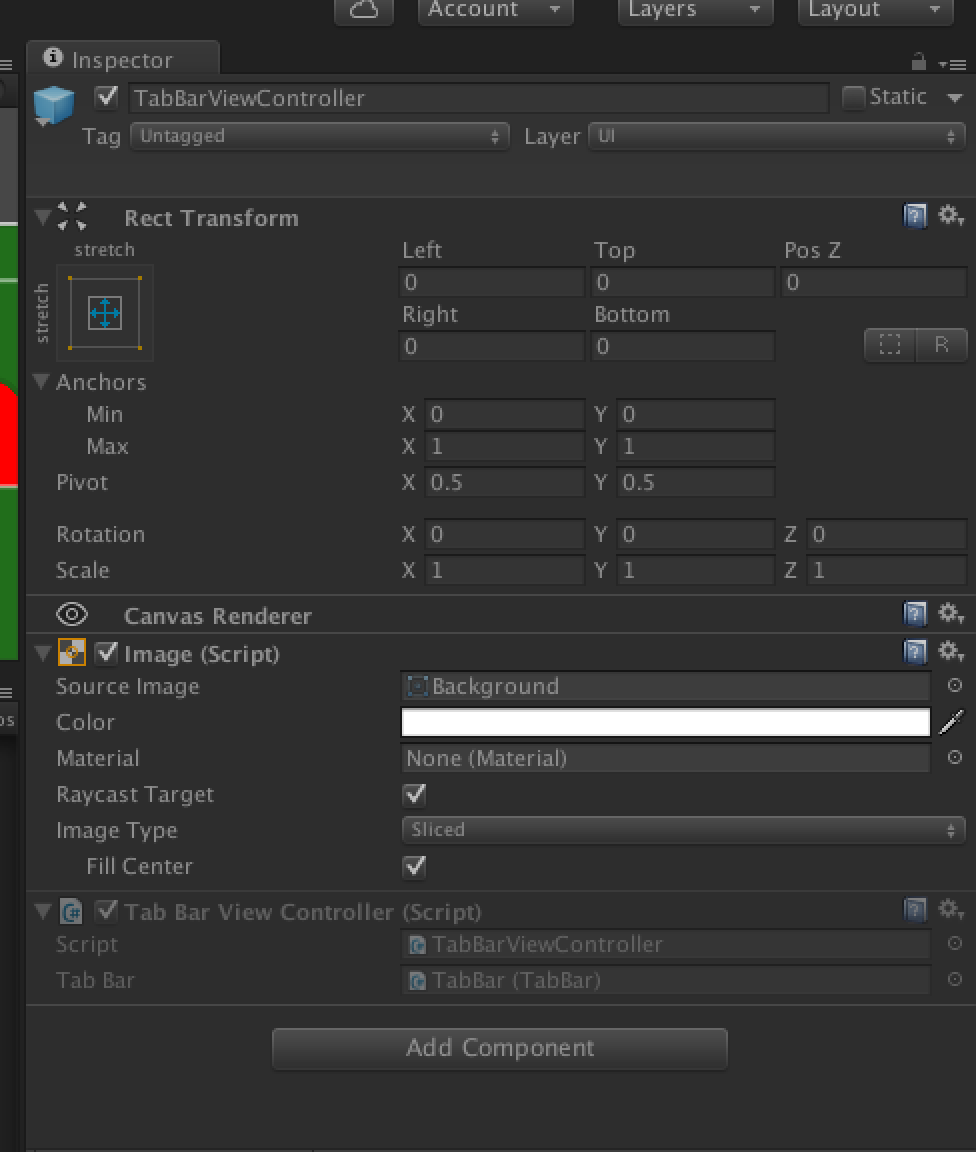 Account Layers Layout
Inspector
TabBarViewController Static
Tag Untagged Layer UI
Rect Transform
stretch Left Top Pos Z
stretch
0 0 0
Right Bottom
0 0 R
Anchors
Min X 0 Y 0
Max X 1 Y 1
Pivot X 0.5 Y 0.5
Rotation X 0 Y 0 Z 0
Scale X 1 Y 1 Z 1
Canvas Renderer
Image (Script)
Source Image Background
os
Color
Material None (Material)
Raycast Target
Image Type Sliced
Fill Center
C# Tab Bar View Controller (Script)
Script TabBarViewController
Tab Bar TabBar (TabBar)
Add Component